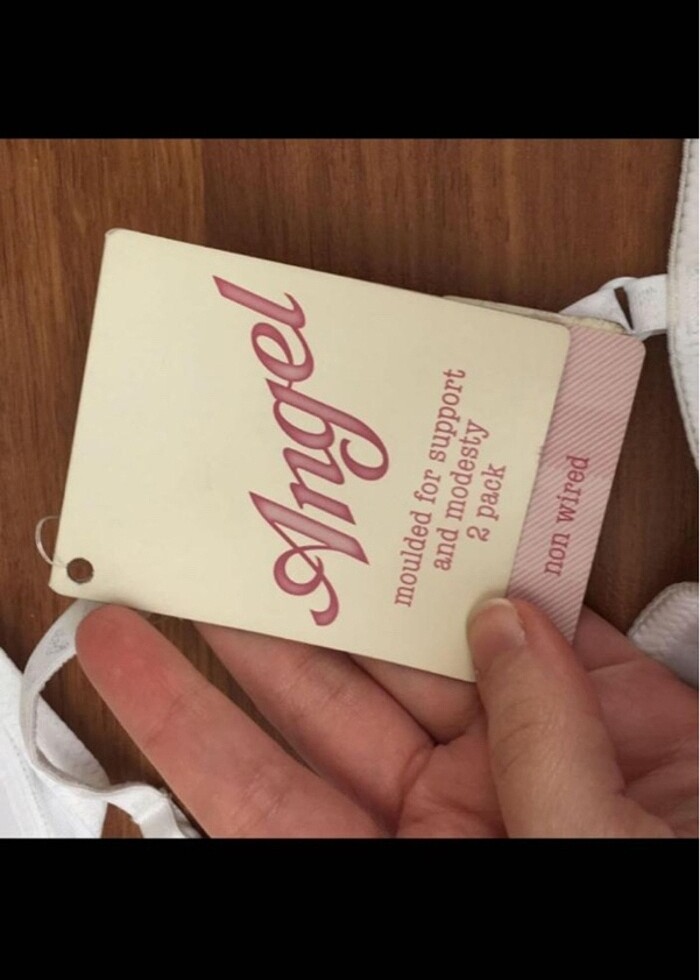 Angel
moulded for support
and modesty
2 pack
non wired